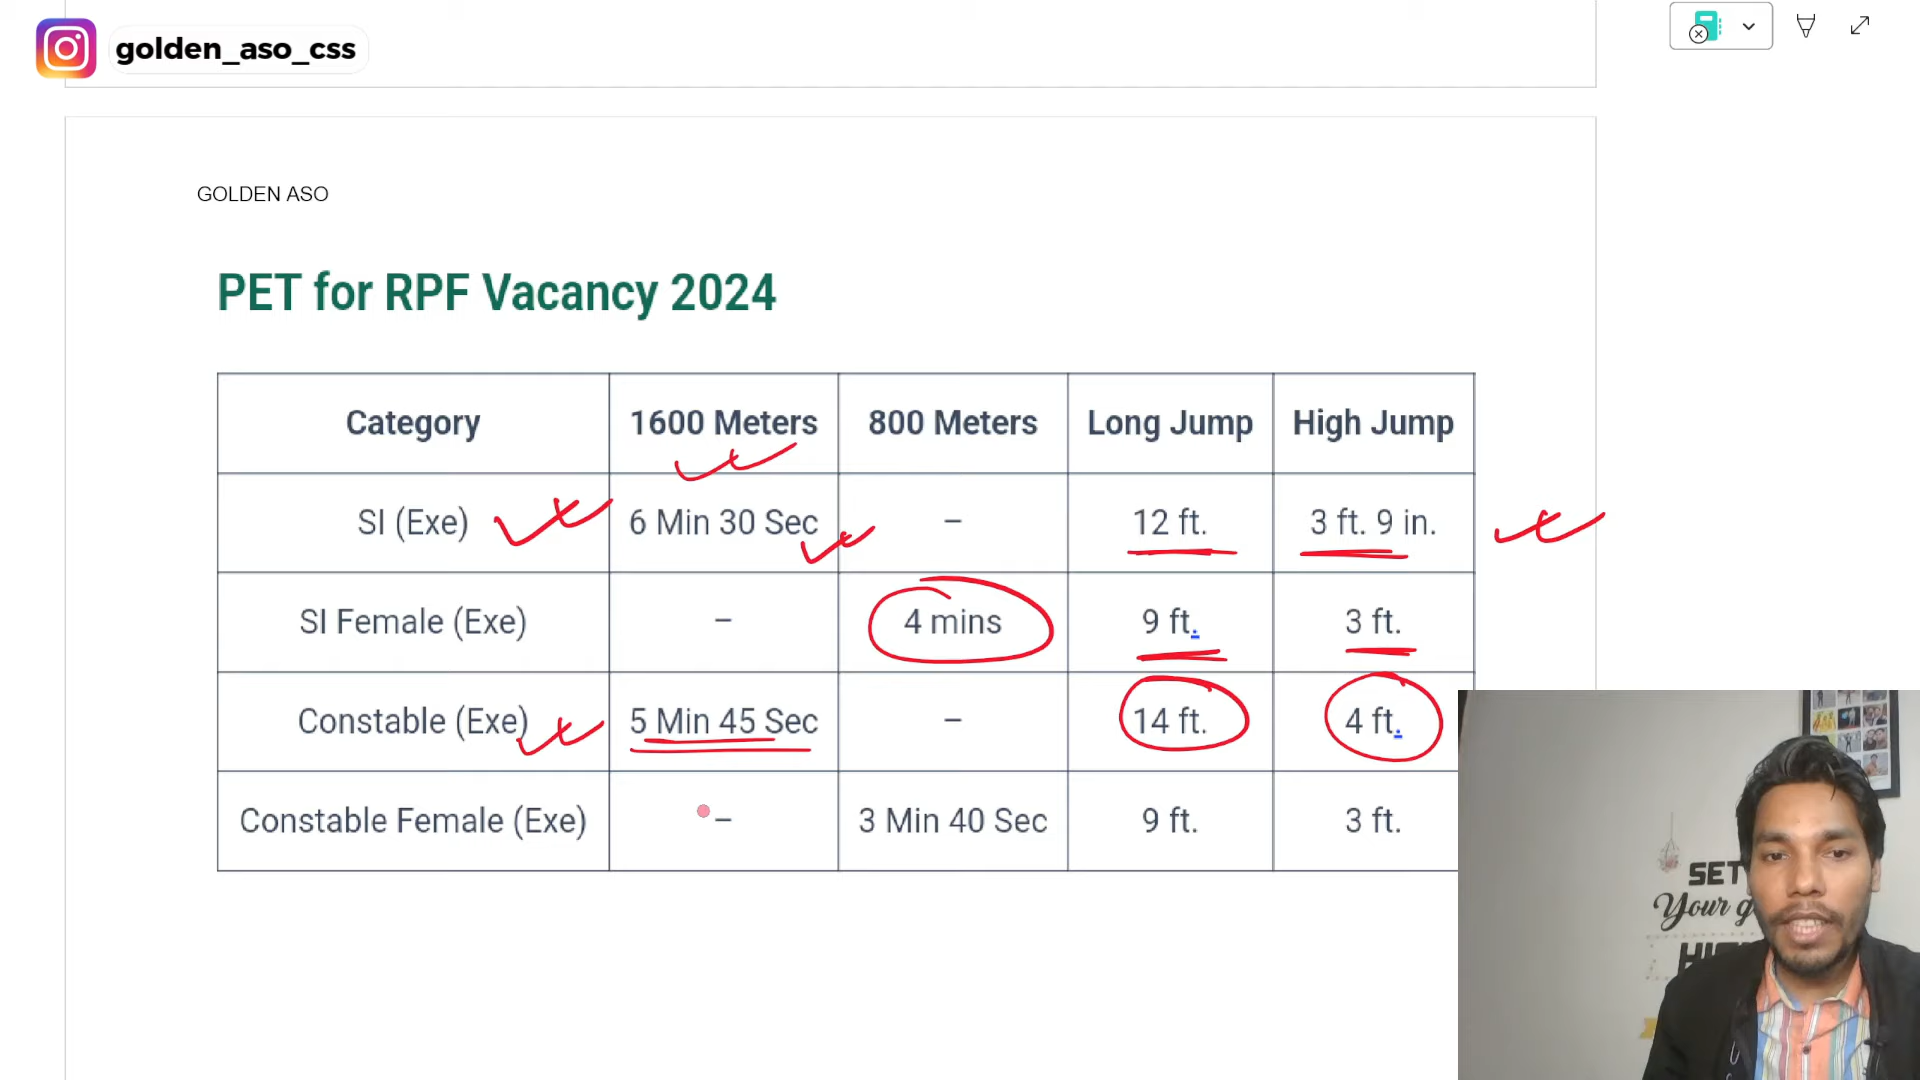 golden_aso_css
GOLDEN ASO
PET for RPF Vacancy 2024
Category 1600 Meters 800 Meters Long Jump High Jump
SI (Exe) 6 Min 30 Sec – 12 ft. 3 ft. 9 in.
SI Female (Exe) – 4 mins 9 ft. 3 ft.
Constable (Exe) 5 Min 45 Sec – 14 ft. 4 ft.
Constable Female (Exe) – 3 Min 40 Sec 9 ft. 3 ft.
SET
Your